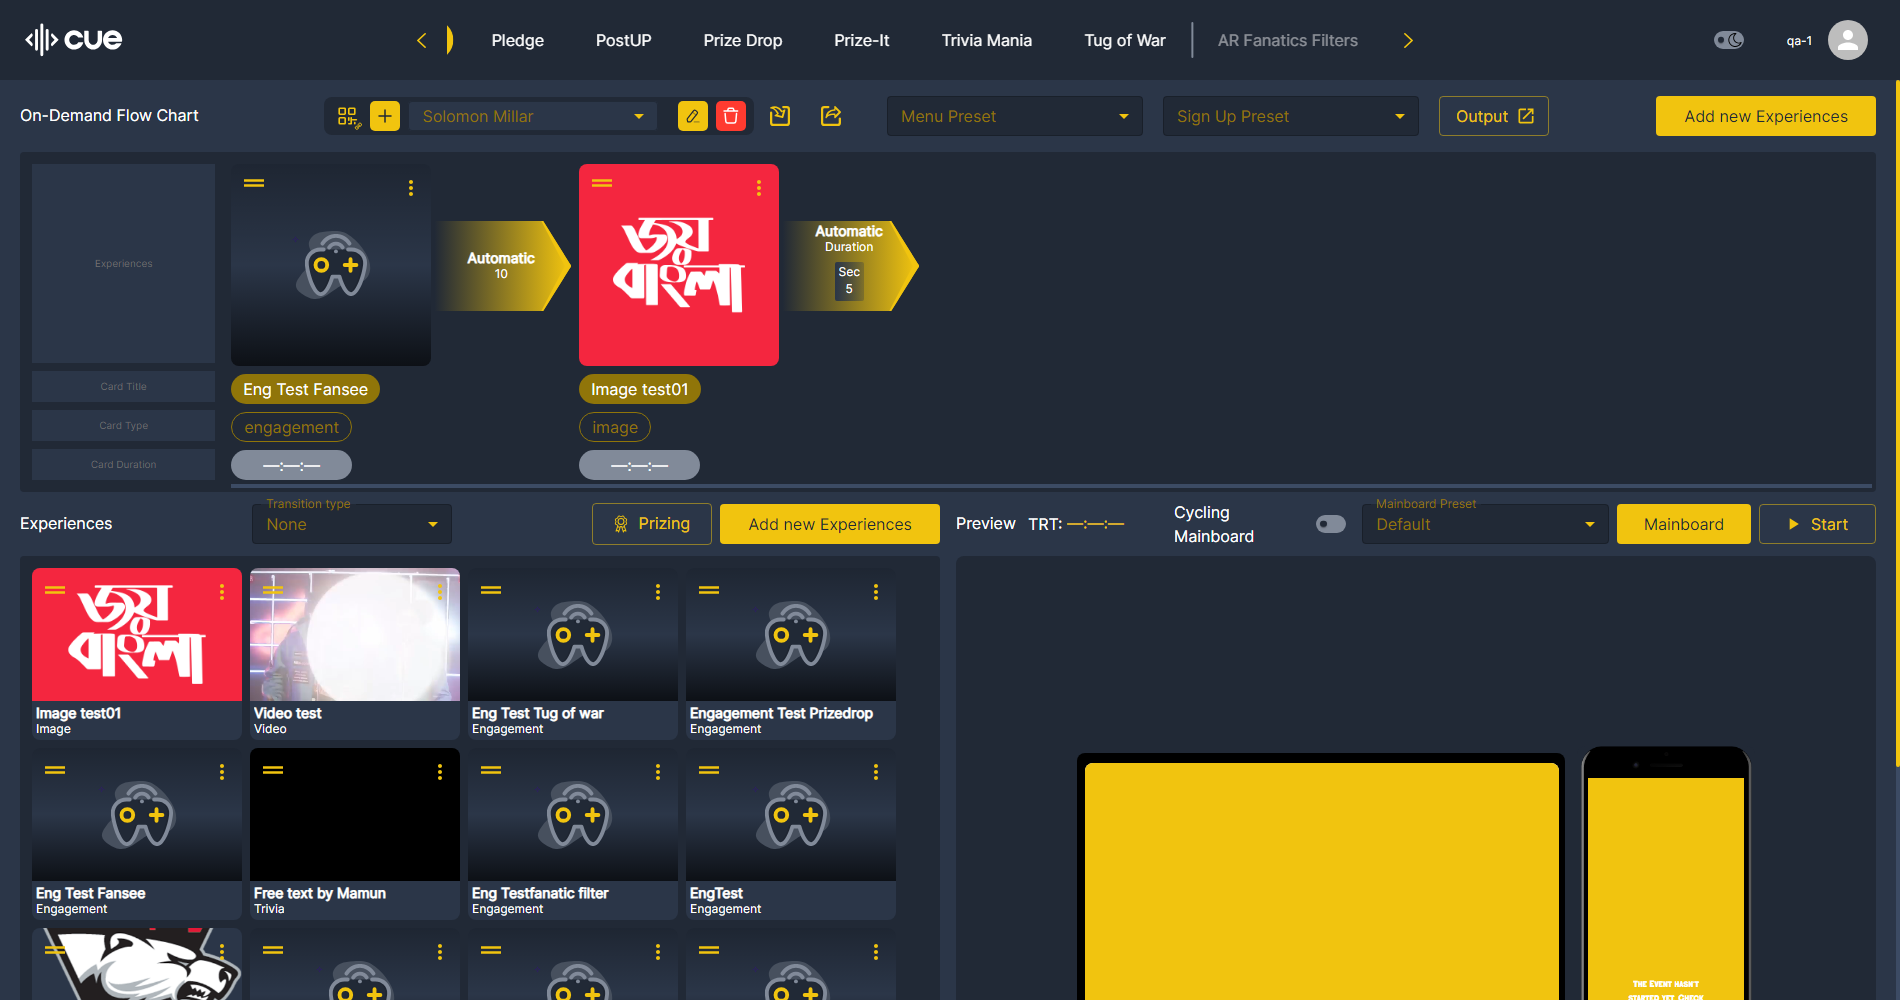 cue
Pledge
PostUP
Prize Drop
Prize-It
Trivia Mania
Tug of War
AR Fanatics Filters
qa-1
On-Demand Flow Chart
Solomon Millar
Menu Preset
Sign Up Preset
Output
Add new Experiences
Experiences
Automatic
10
জয়
বাংলা
Automatic
Duration
Sec
5
Card Title
Eng Test Fansee
Image test01
Card Type
engagement
image
Card Duration
—:—:—
—:—:—
Experiences
Transition type
None
Prizing
Add new Experiences
Preview
TRT: —:—:—
Cycling
Mainboard
Mainboard Preset
Default
Mainboard
Start
জয়
বাংলা
Image test01
Image
Video test
Video
Eng Test Tug of war
Engagement
Engagement Test Prizedrop
Engagement
Eng Test Fansee
Engagement
Free text by Mamun
Trivia
Eng Testfanatic filter
Engagement
EngTest
Engagement
The Event hasn't
started yet. Check